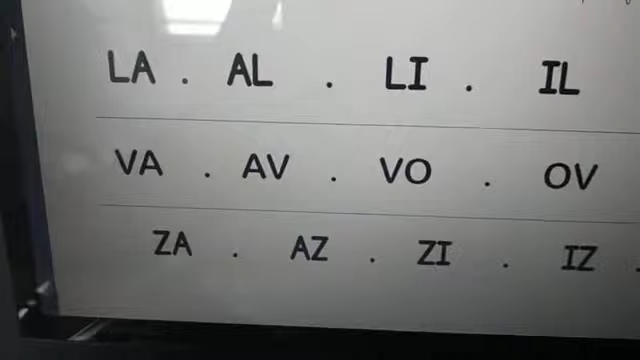 LA . AL . LI . IL
VA . AV . VO . OV
ZA . AZ . ZI . IZ .